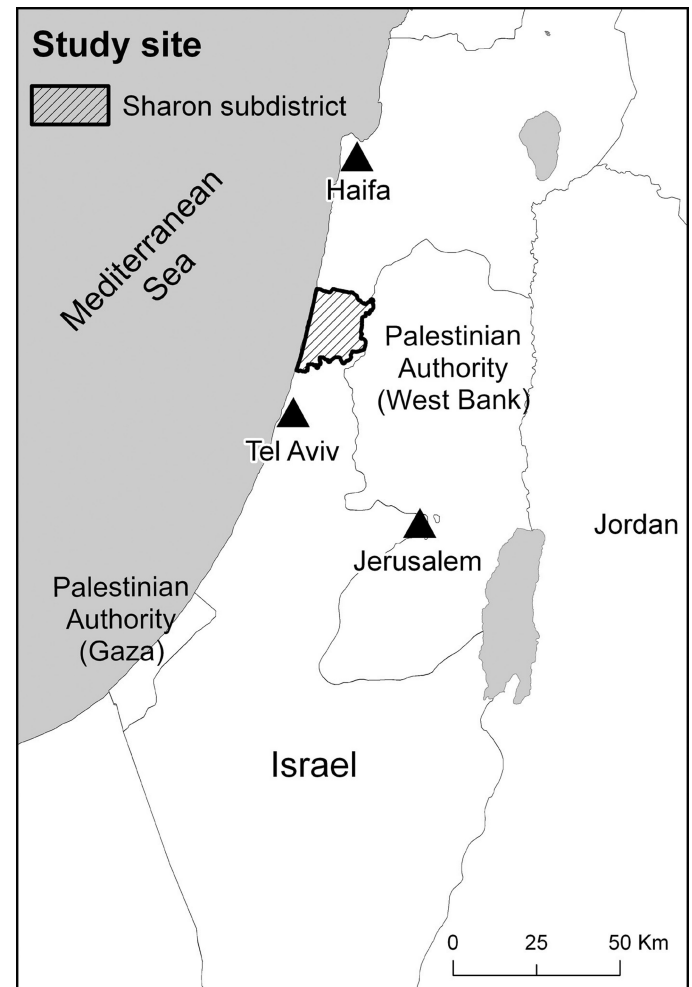 Study site
Sharon subdistrict
Haifa
Mediterranean
Sea
Palestinian
Authority
(West Bank)
Tel Aviv
Jordan
Jerusalem
Palestinian
Authority
(Gaza)
Israel
0 25 50 Km